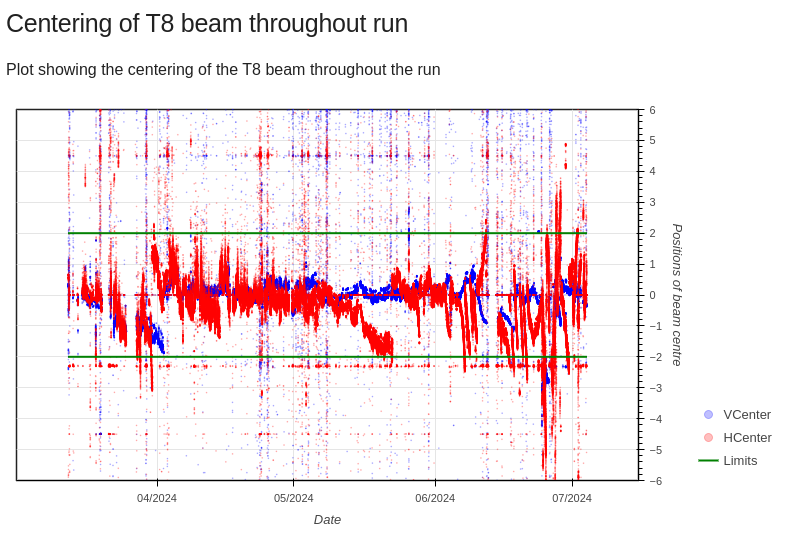 Centering of T8 beam throughout run
Plot showing the centering of the T8 beam throughout the run
6
5
4
3
2
1
0
−1
−2
−3
−4
−5
−6
Positions of beam centre
VCenter
HCenter
Limits
04/2024
05/2024
06/2024
07/2024
Date